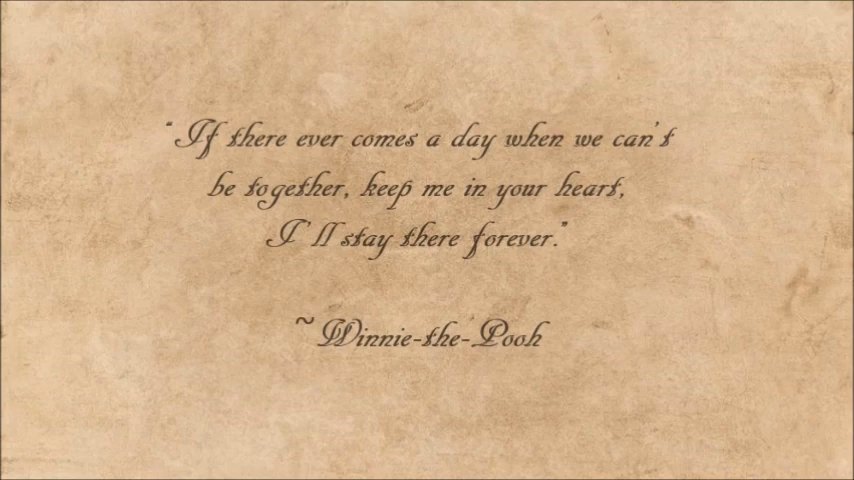 “If there ever comes a day when we can't
be together, keep me in your heart,
I'll stay there forever.”
~Winnie-the-Pooh